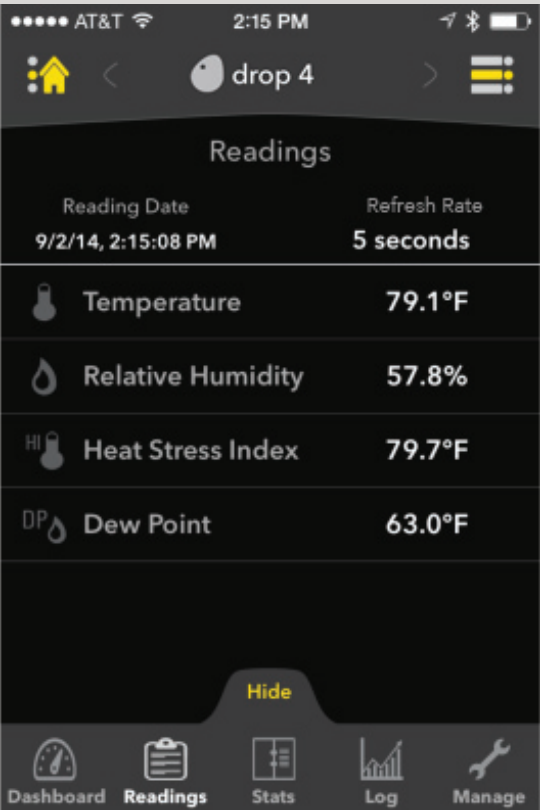 AT&T 2:15 PM
drop 4
Readings
Reading Date Refresh Rate
9/2/14, 2:15:08 PM 5 seconds
Temperature 79.1°F
Relative Humidity 57.8%
HI Heat Stress Index 79.7°F
DP Dew Point 63.0°F
Hide
Dashboard Readings Stats Log Manage